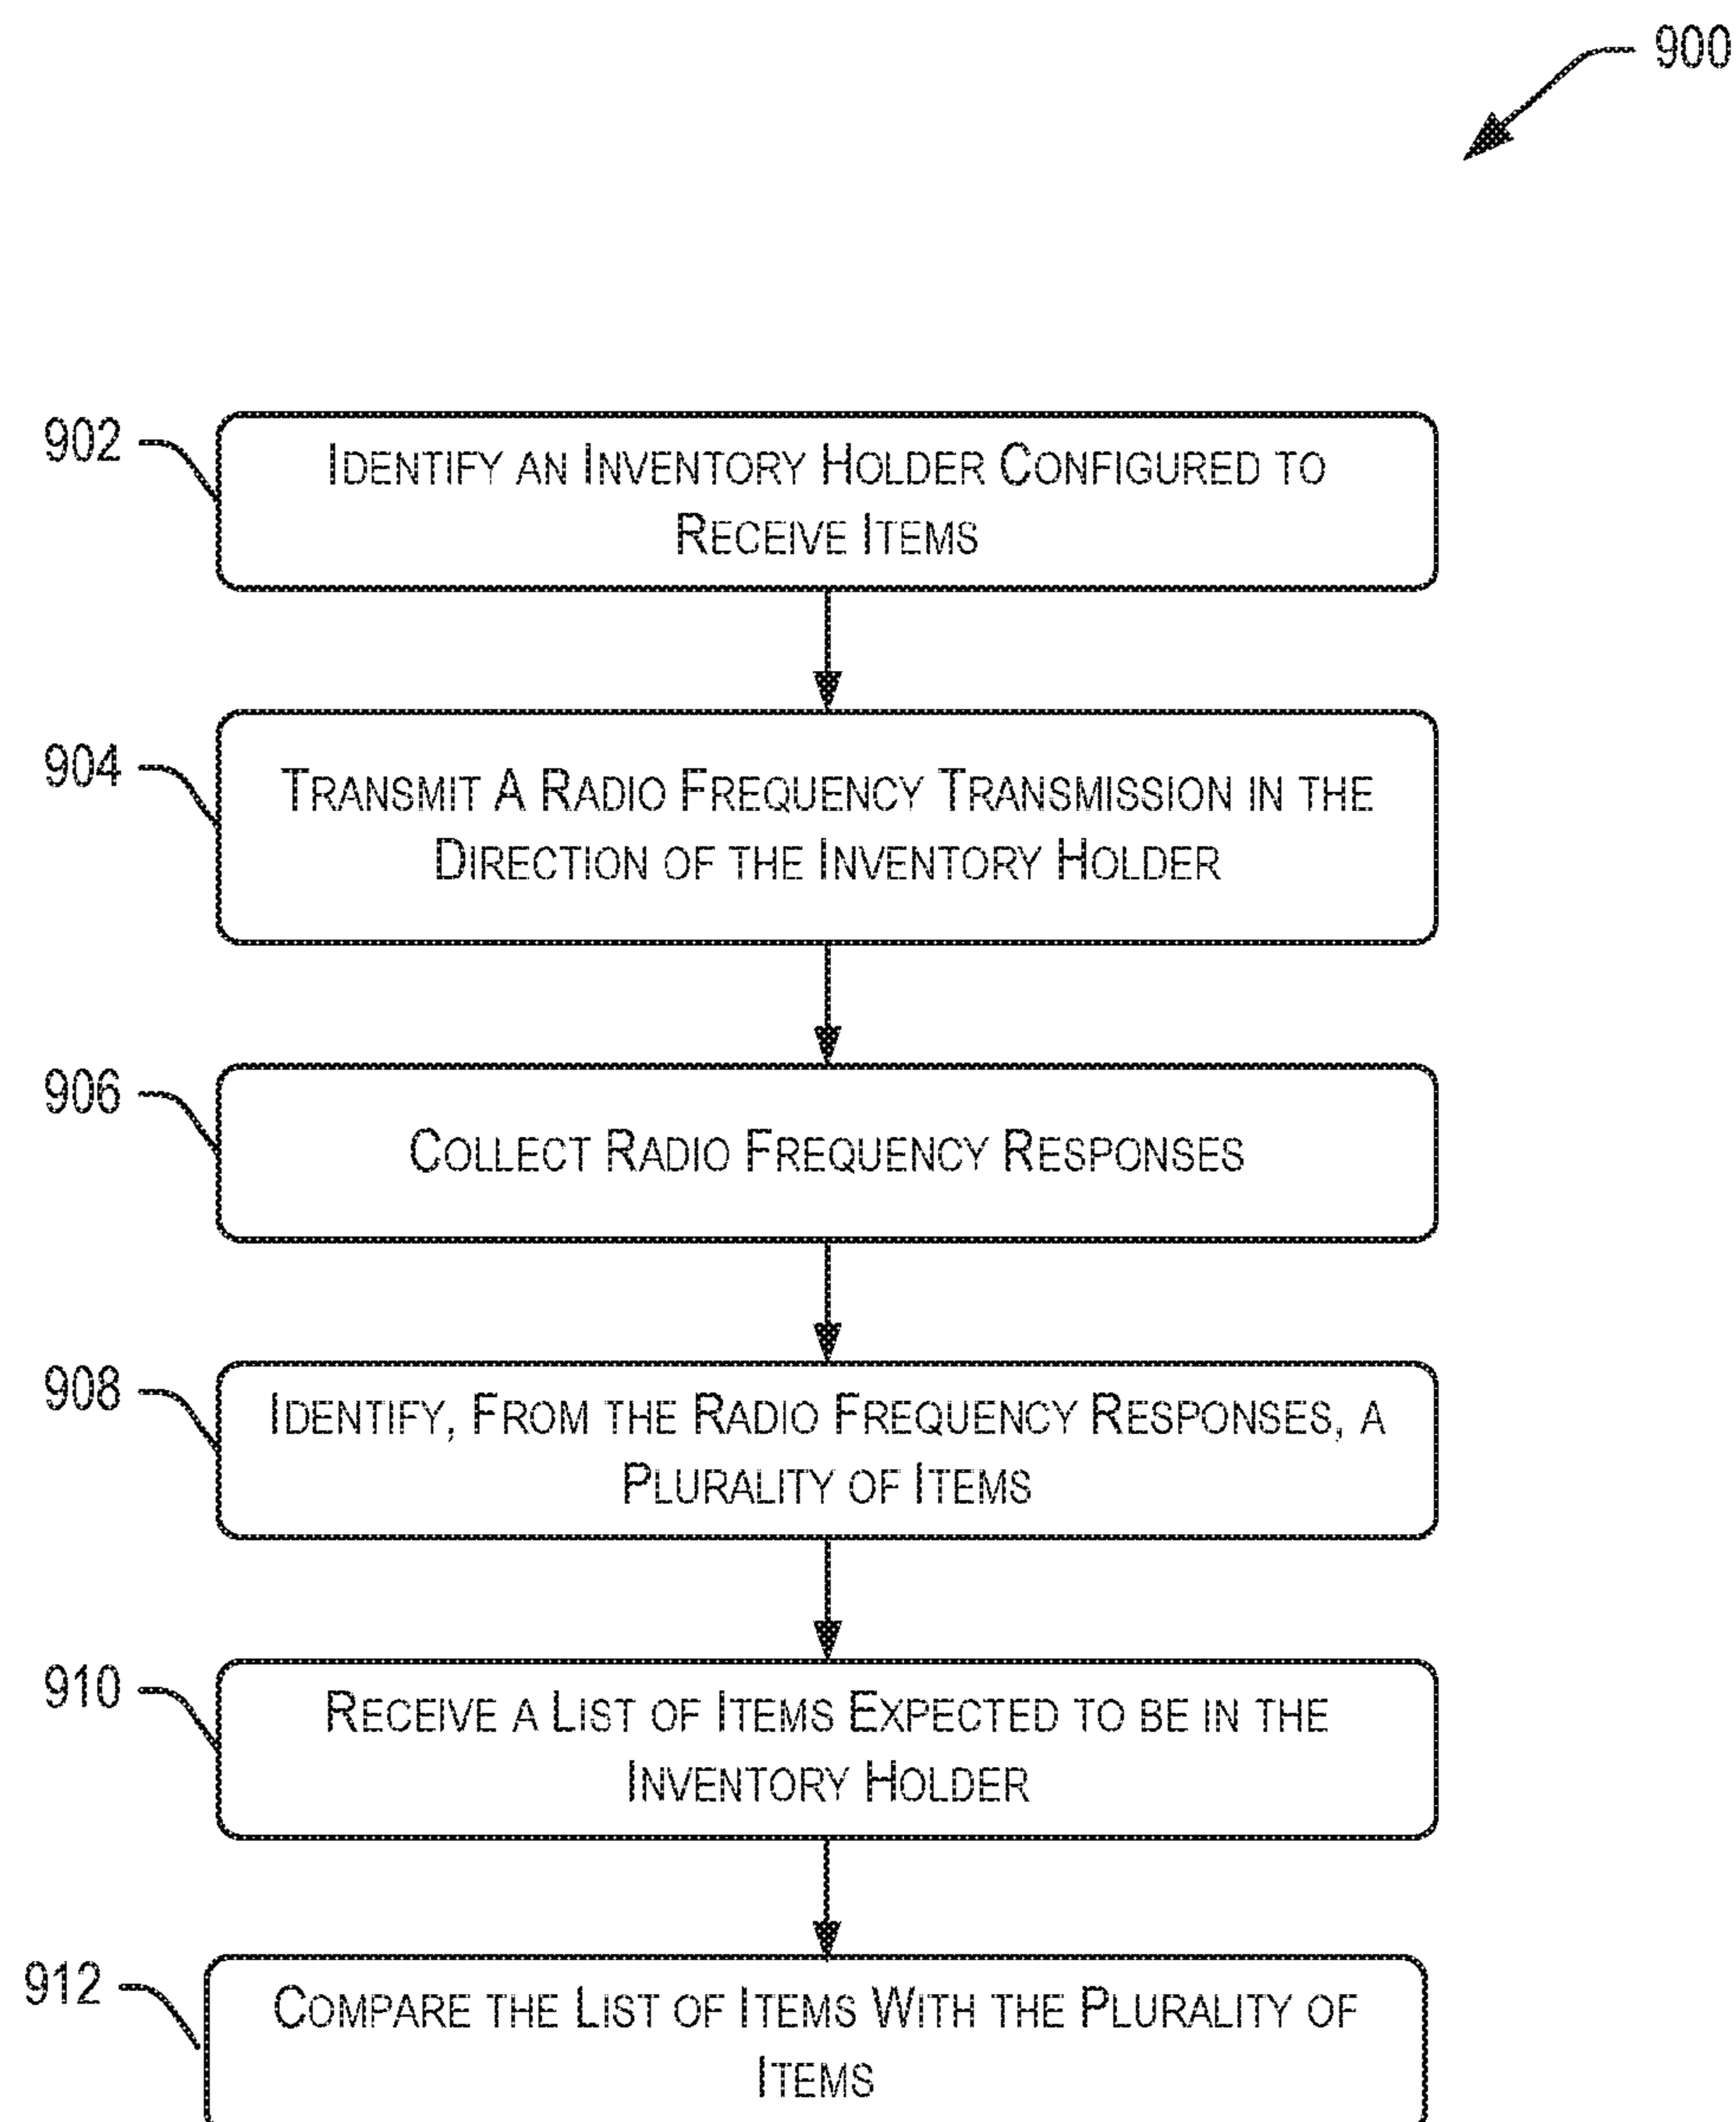 900
902
IDENTIFY AN INVENTORY HOLDER CONFIGURED TO
RECEIVE ITEMS
904
TRANSMIT A RADIO FREQUENCY TRANSMISSION IN THE
DIRECTION OF THE INVENTORY HOLDER
906
COLLECT RADIO FREQUENCY RESPONSES
908
IDENTIFY, FROM THE RADIO FREQUENCY RESPONSES, A
PLURALITY OF ITEMS
910
RECEIVE A LIST OF ITEMS EXPECTED TO BE IN THE
INVENTORY HOLDER
912
COMPARE THE LIST OF ITEMS WITH THE PLURALITY OF
ITEMS